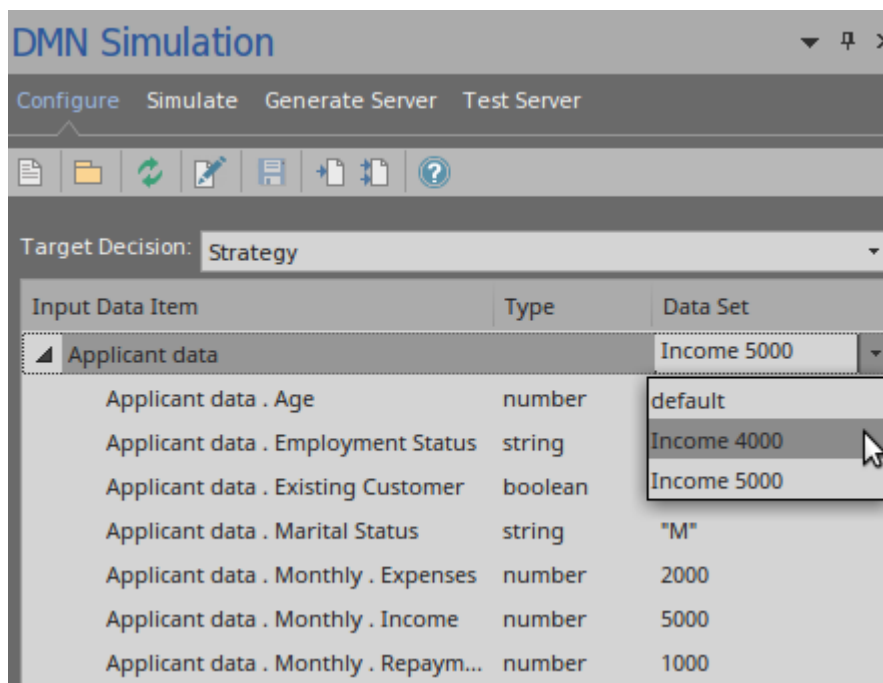 DMN Simulation
Configure Simulate Generate Server Test Server
Target Decision: Strategy
Input Data Item Type Data Set
Applicant data Income 5000
Applicant data . Age number default
Applicant data . Employment Status string Income 4000
Applicant data . Existing Customer boolean Income 5000
Applicant data . Marital Status string "M"
Applicant data . Monthly . Expenses number 2000
Applicant data . Monthly . Income number 5000
Applicant data . Monthly . Repaym... number 1000